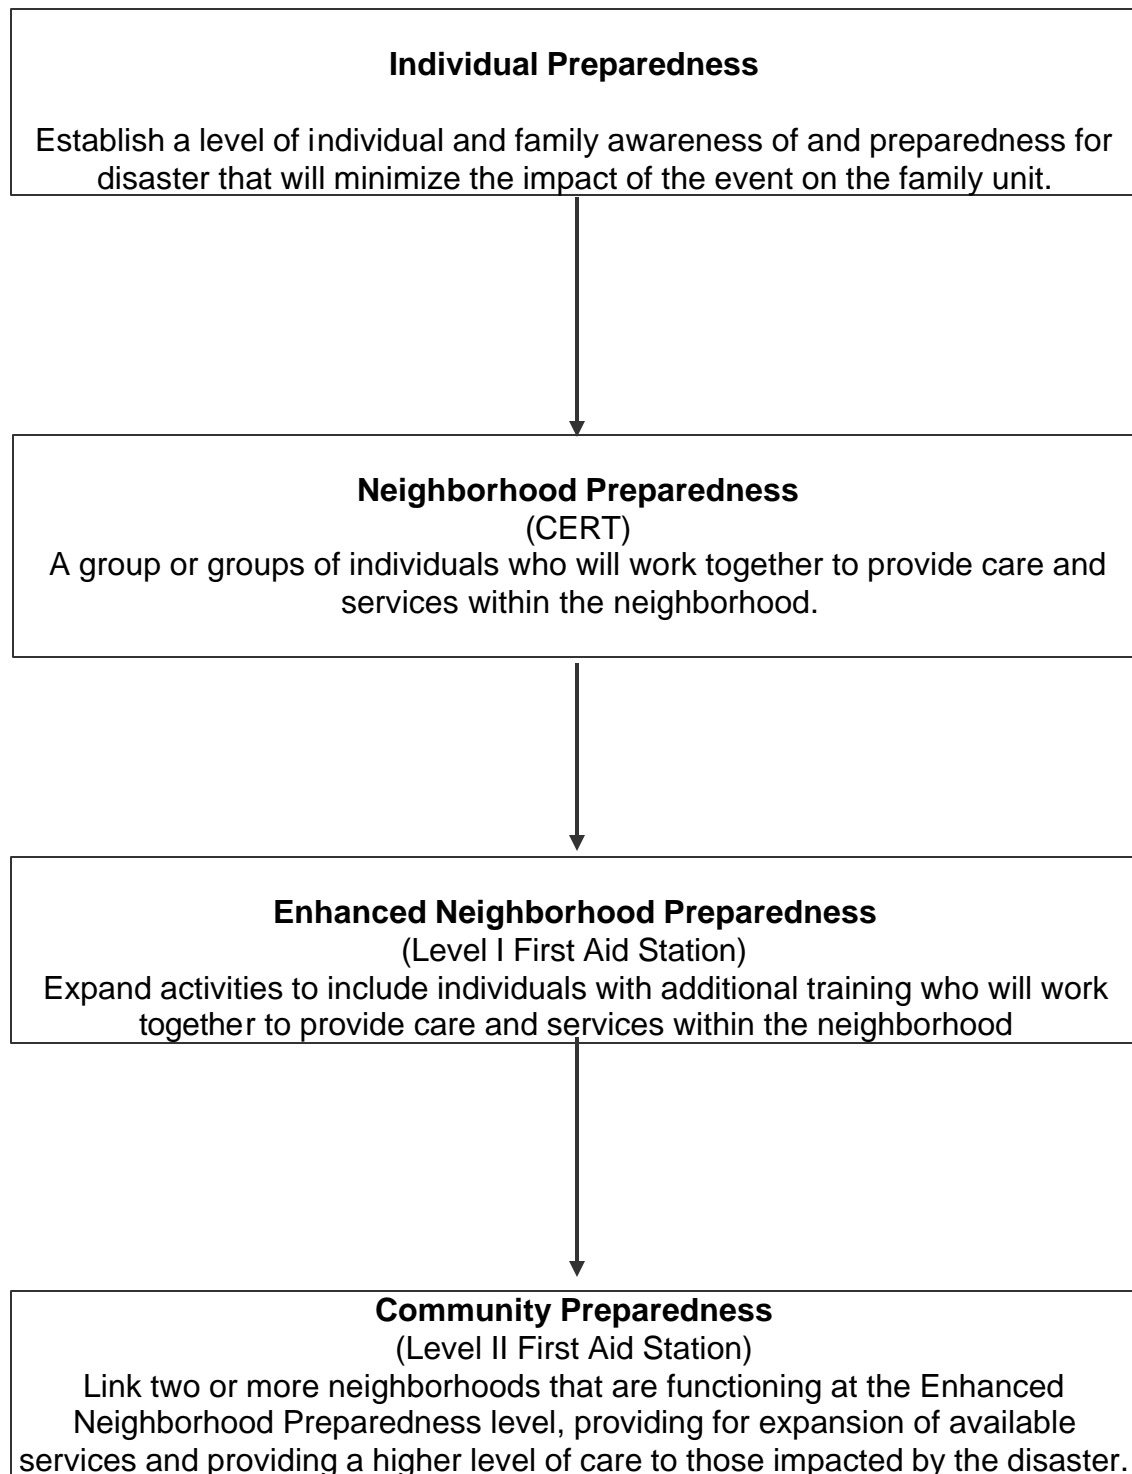 Individual Preparedness
Establish a level of individual and family awareness of and preparedness for
disaster that will minimize the impact of the event on the family unit.
Neighborhood Preparedness
(CERT)
A group or groups of individuals who will work together to provide care and
services within the neighborhood.
Enhanced Neighborhood Preparedness
(Level I First Aid Station)
Expand activities to include individuals with additional training who will work
together to provide care and services within the neighborhood
Community Preparedness
(Level II First Aid Station)
Link two or more neighborhoods that are functioning at the Enhanced
Neighborhood Preparedness level, providing for expansion of available
services and providing a higher level of care to those impacted by the disaster.